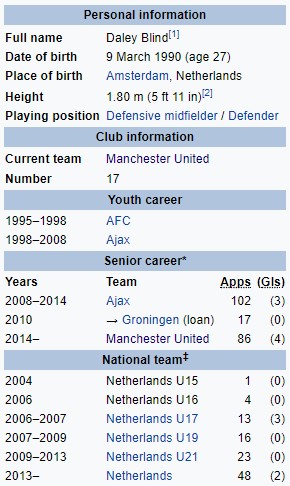 Personal information
Full name Daley Blind[1]
Date of birth 9 March 1990 (age 27)
Place of birth Amsterdam, Netherlands
Height 1.80 m (5 ft 11 in)[2]
Playing position Defensive midfielder / Defender
Club information
Current team Manchester United
Number 17
Youth career
1995–1998 AFC
1998–2008 Ajax
Senior career*
Years Team Apps (Gls)
2008–2014 Ajax 102 (3)
2010 → Groningen (loan) 17 (0)
2014– Manchester United 86 (4)
National team‡
2004 Netherlands U15 1 (0)
2006 Netherlands U16 4 (0)
2006–2007 Netherlands U17 13 (3)
2007–2009 Netherlands U19 16 (0)
2009–2013 Netherlands U21 23 (0)
2013– Netherlands 48 (2)